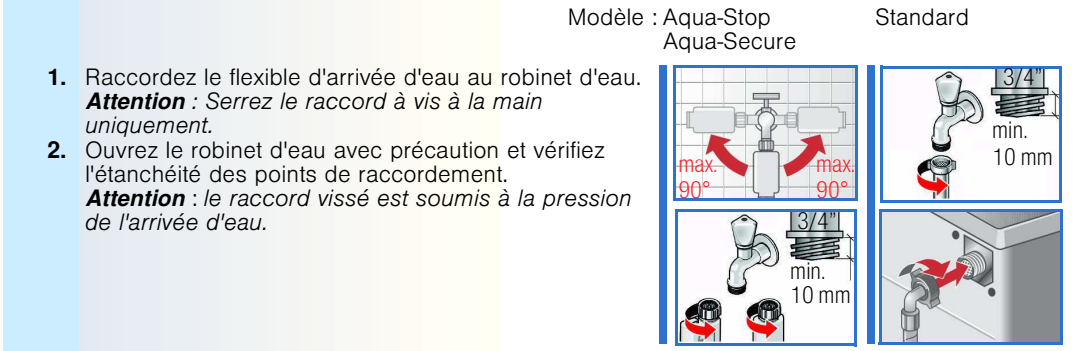 Modèle : Aqua-Stop Standard
Aqua-Secure
1. Raccordez le flexible d'arrivée d'eau au robinet d'eau.
Attention : Serrez le raccord à vis à la main
uniquement.
2. Ouvrez le robinet d'eau avec précaution et vérifiez
l'étanchéité des points de raccordement.
Attention : le raccord vissé est soumis à la pression
de l'arrivée d'eau.
max. max.
90° 90°
3/4"
min.
10 mm
3/4"
min.
10 mm